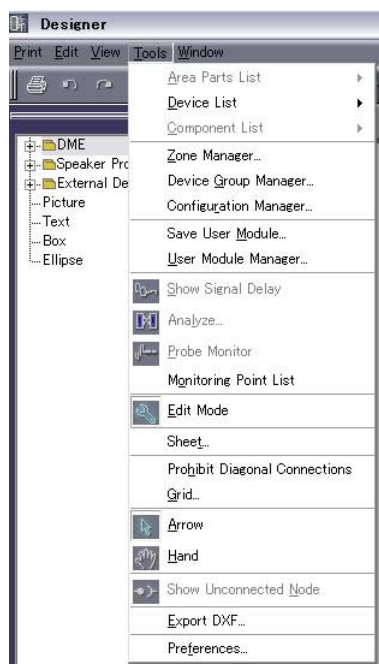 Designer
Print Edit View Tools Window
Area Parts List
Device List
Component List
Zone Manager...
Device Group Manager...
Configuration Manager...
Save User Module...
User Module Manager...
Show Signal Delay
Analyze...
Probe Monitor
Monitoring Point List
Edit Mode
Sheet...
Prohibit Diagonal Connections
Grid...
Arrow
Hand
Show Unconnected Node
Export DXF...
Preferences...
DME
Speaker Pro
External De
Picture
Text
Box
Ellipse